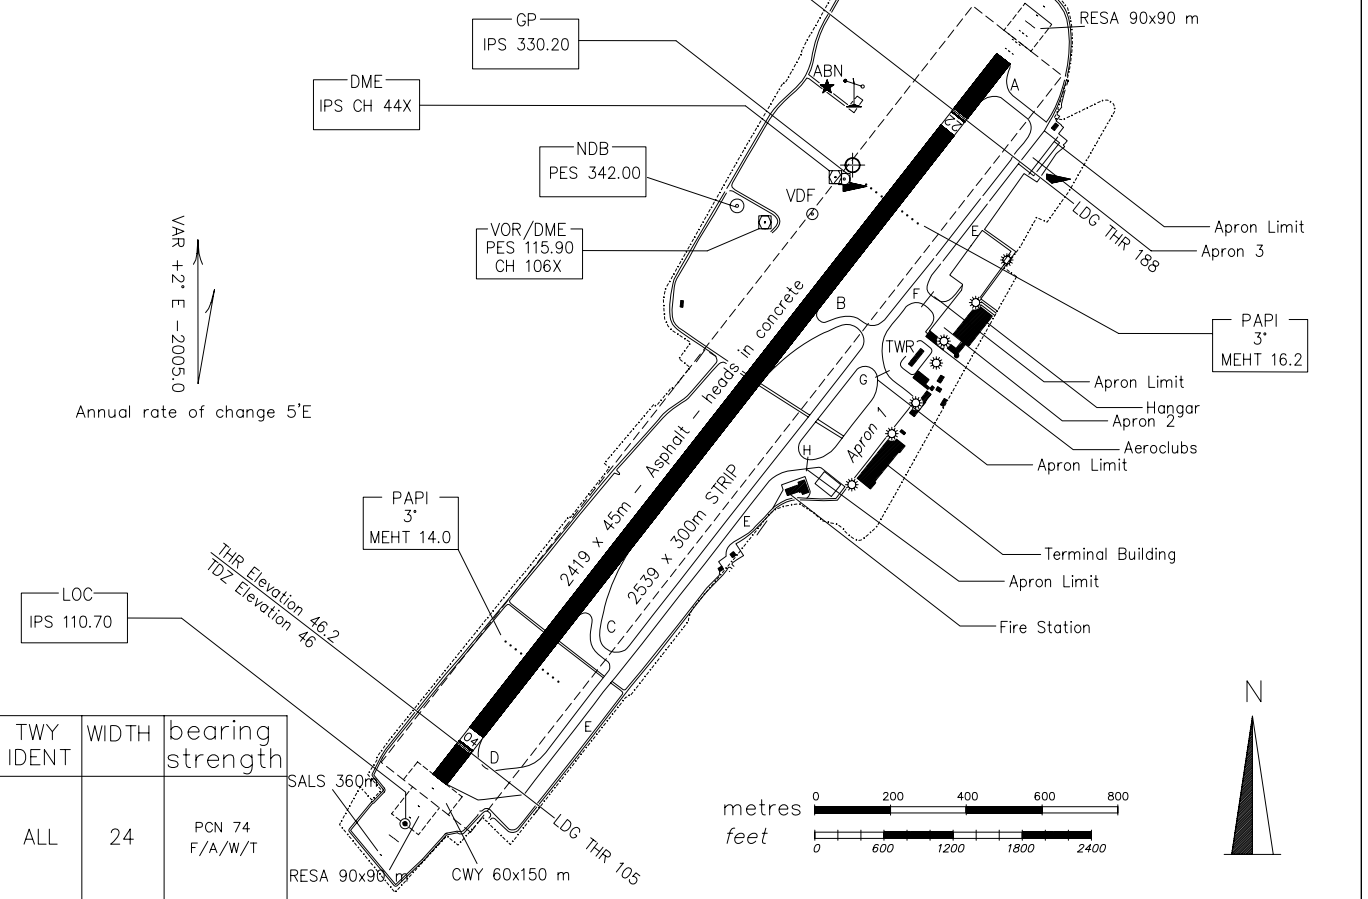 RESA 90x90 m
GP
IPS 330.20
DME
IPS CH 44X
ABN
A
22
NDB
PES 342.00
VDF
VOR/DME
PES 115.90
CH 106X
LDG THR 188
Apron Limit
Apron 3
E
F
B
TWR
G
H
PAPI
3°
MEHT 16.2
VAR +2° E -2005.0
Annual rate of change 5'E
Apron Limit
Hangar
Apron 2
Aeroclubs
Apron Limit
Apron 1
2419 x 45m - Asphalt - heads in concrete
2539 x 300m STRIP
E
Terminal Building
Apron Limit
Fire Station
PAPI
3°
MEHT 14.0
THR Elevation 46.2
TDZ Elevation 46
LOC
IPS 110.70
C
E
D
04
TWY IDENT
WIDTH
bearing strength
ALL
24
PCN 74
F/A/W/T
SALS 360m
RESA 90x90 m
CWY 60x150 m
LDG THR 105
metres
0 200 400 600 800
feet
0 600 1200 1800 2400
N